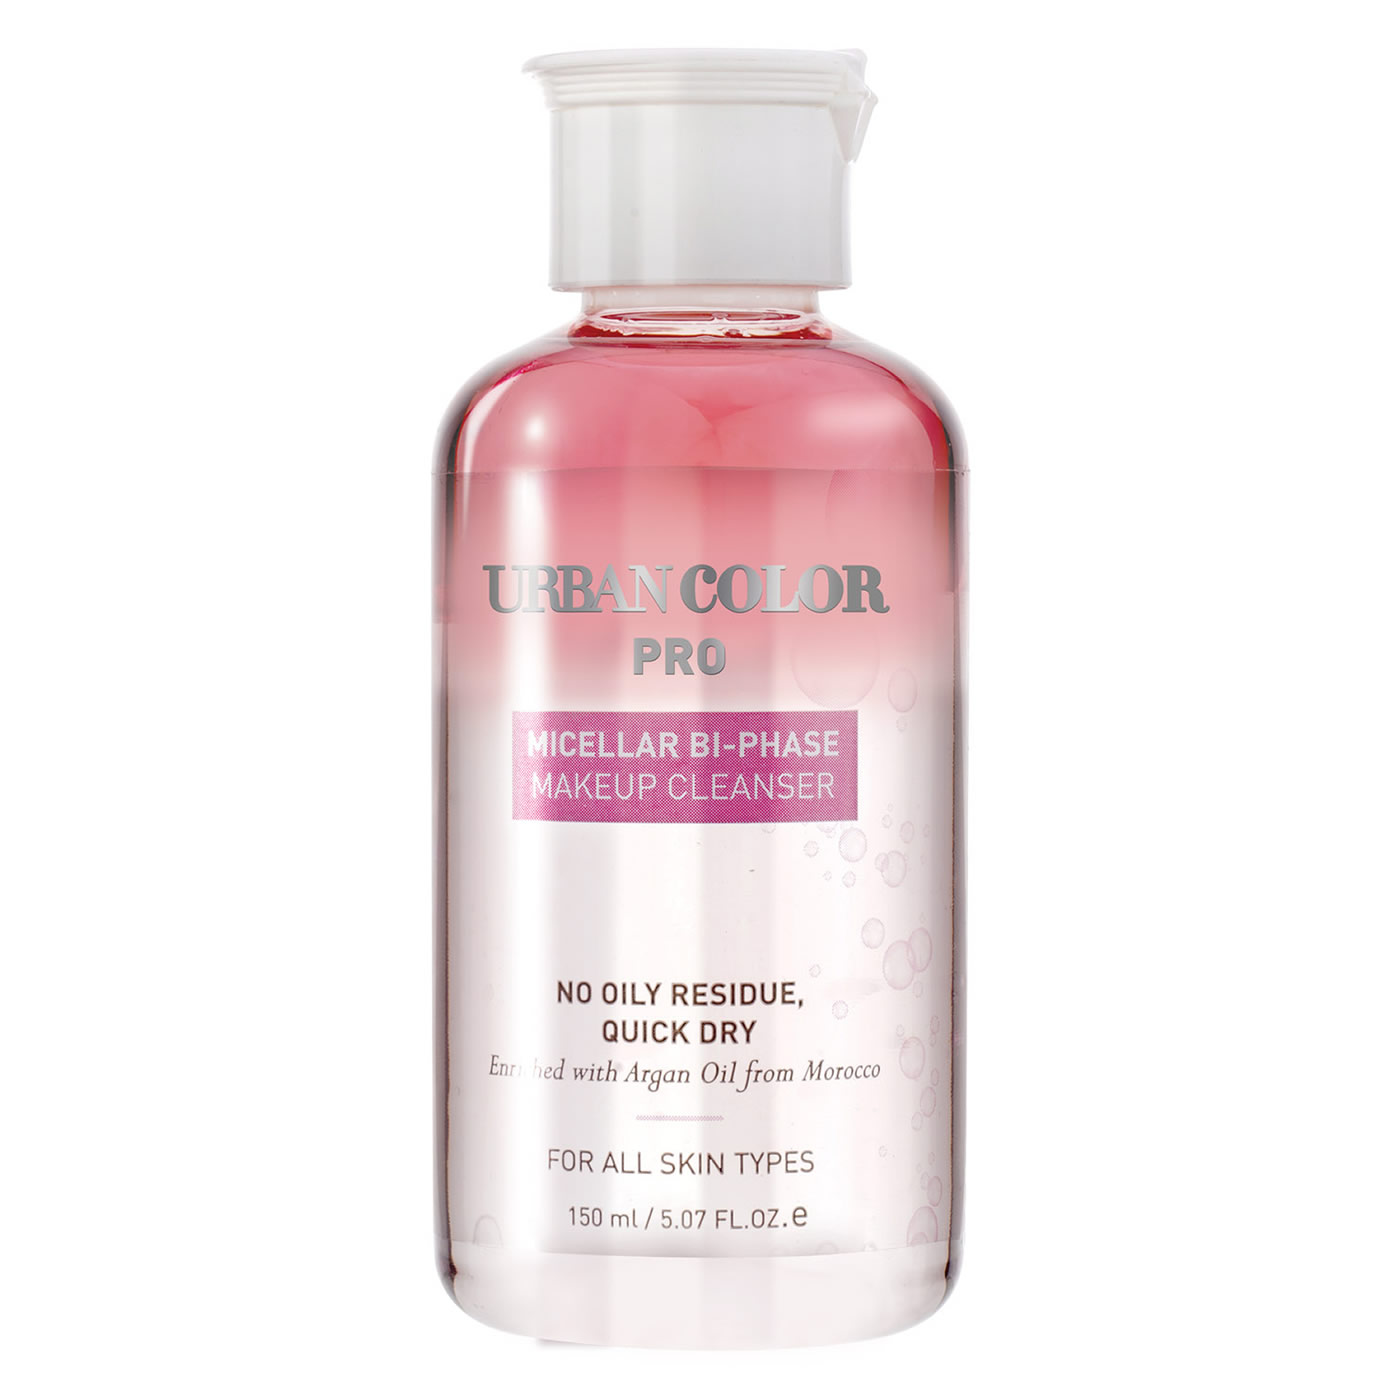 URBAN COLOR
PRO
MICELLAR BI-PHASE
MAKEUP CLEANSER
NO OILY RESIDUE,
QUICK DRY
Enriched with Argan Oil from Morocco
FOR ALL SKIN TYPES
150 ml / 5.07 FL.OZ. e